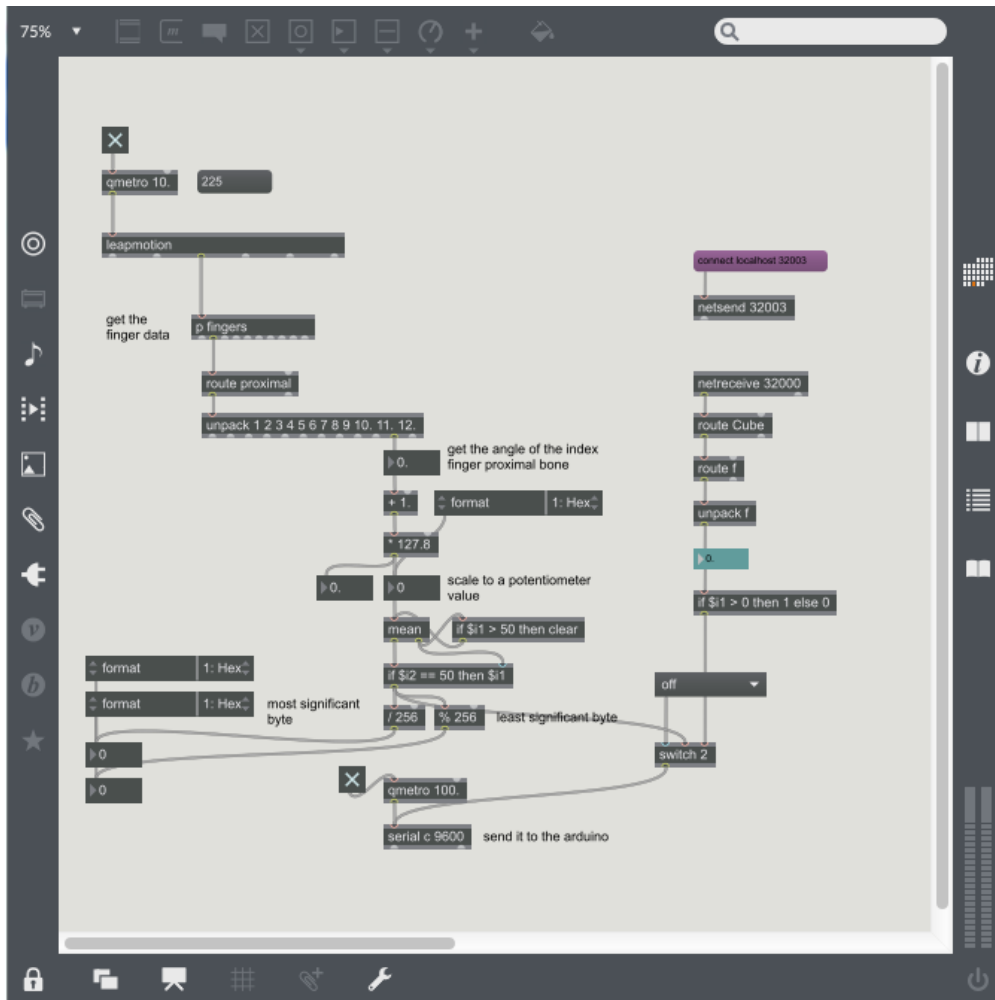 75%
qmetro 10.
225
leapmotion
connect localhost 32003
netsend 32003
get the
finger data
p fingers
route proximal
netreceive 32000
unpack 1 2 3 4 5 6 7 8 9 10. 11. 12.
route Cube
0.
get the angle of the index
finger proximal bone
route f
+ 1.
format
1: Hex
unpack f
* 127.8
0.
0.
0
scale to a potentiometer
value
if $i1 > 0 then 1 else 0
mean
if $i1 > 50 then clear
format
1: Hex
if $i2 == 50 then $i1
off
format
1: Hex
most significant
byte
/ 256
% 256
least significant byte
0
switch 2
0
qmetro 100.
serial c 9600
send it to the arduino